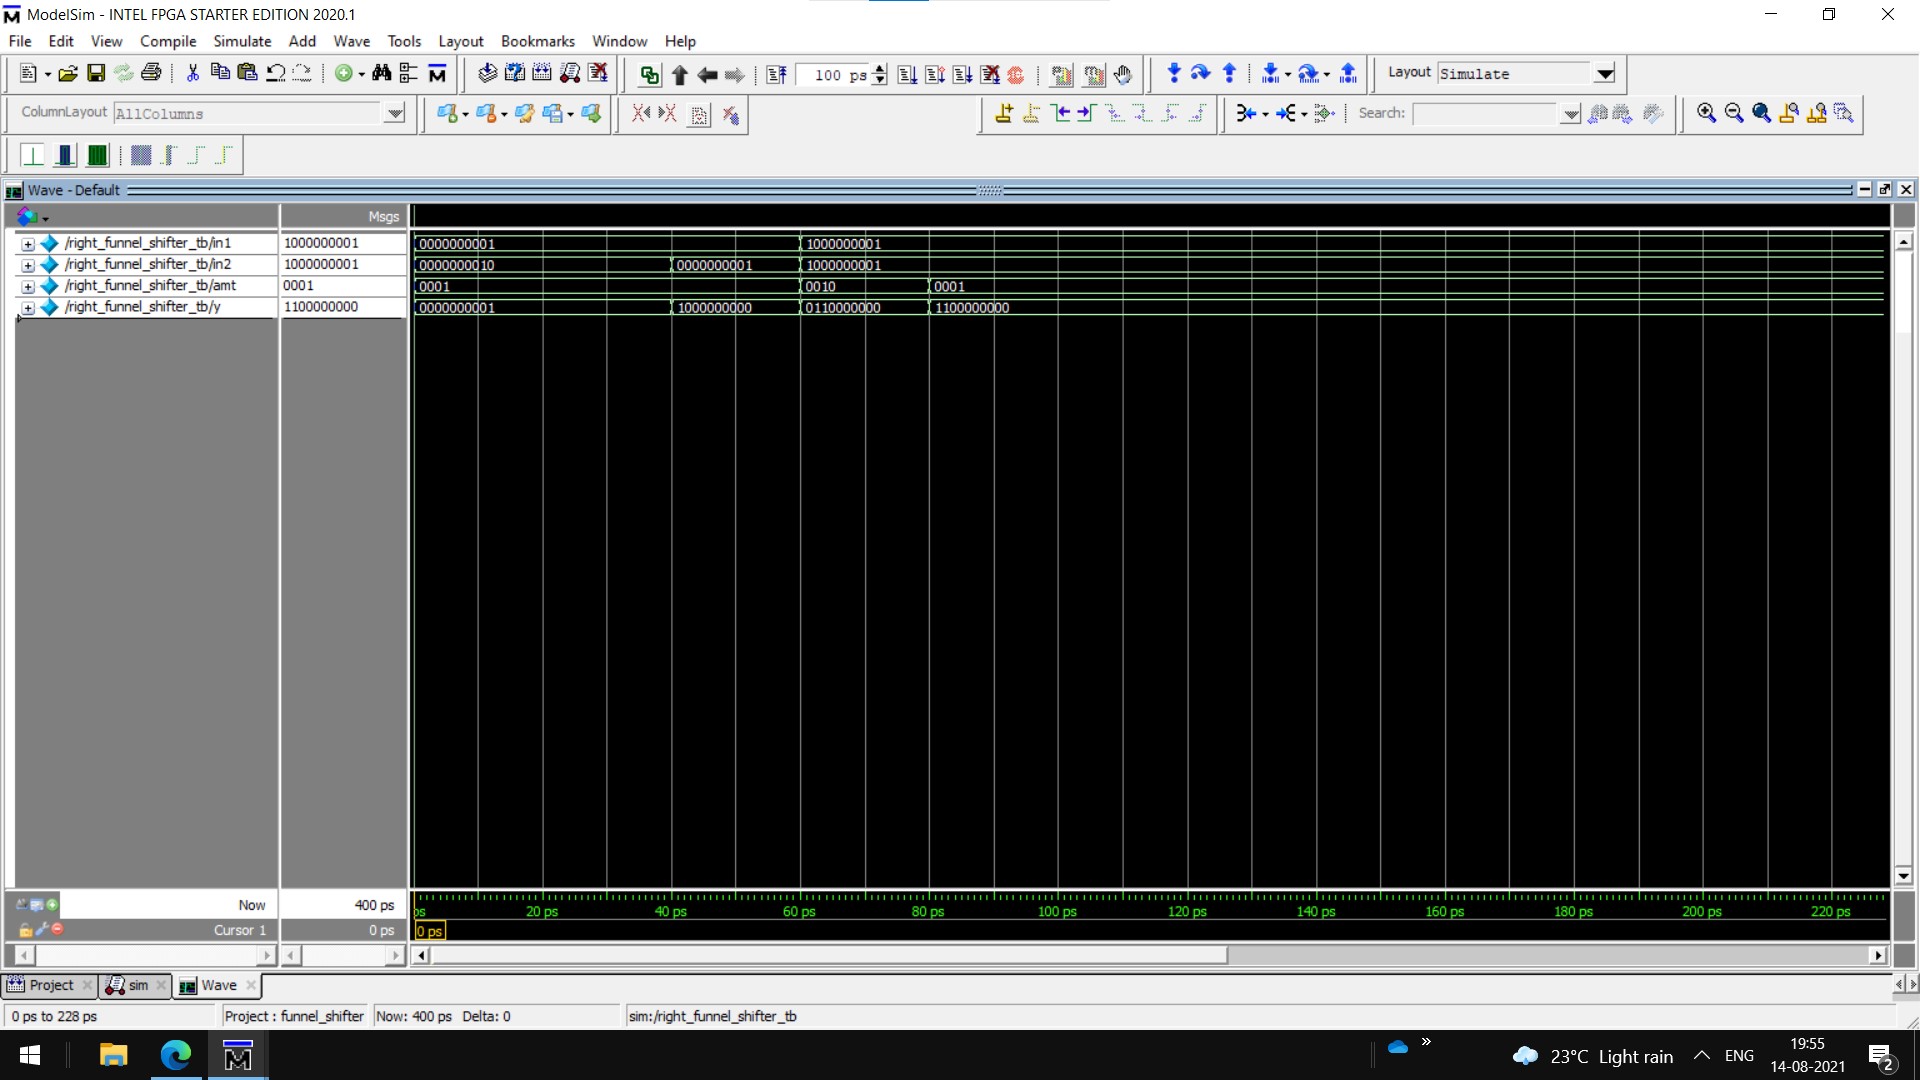 ModelSim - INTEL FPGA STARTER EDITION 2020.1
File Edit View Compile Simulate Add Wave Tools Layout Bookmarks Window Help
100 ps Layout Simulate
ColumnLayout AllColumns Search:
Wave - Default
Msgs
/right_funnel_shifter_tb/in1 1000000001 0000000001 1000000001
/right_funnel_shifter_tb/in2 1000000001 0000000010 0000000001 1000000001
/right_funnel_shifter_tb/amt 0001 0001 0010 0001
/right_funnel_shifter_tb/y 1100000000 0000000001 1000000000 0110000000 1100000000
Now 400 ps ps 20 ps 40 ps 60 ps 80 ps 100 ps 120 ps 140 ps 160 ps 180 ps 200 ps 220 ps
Cursor 1 0 ps 0 ps
Project sim Wave
0 ps to 228 ps Project : funnel_shifter Now: 400 ps Delta: 0 sim:/right_funnel_shifter_tb
23°C Light rain ENG 19:55
14-08-2021 2